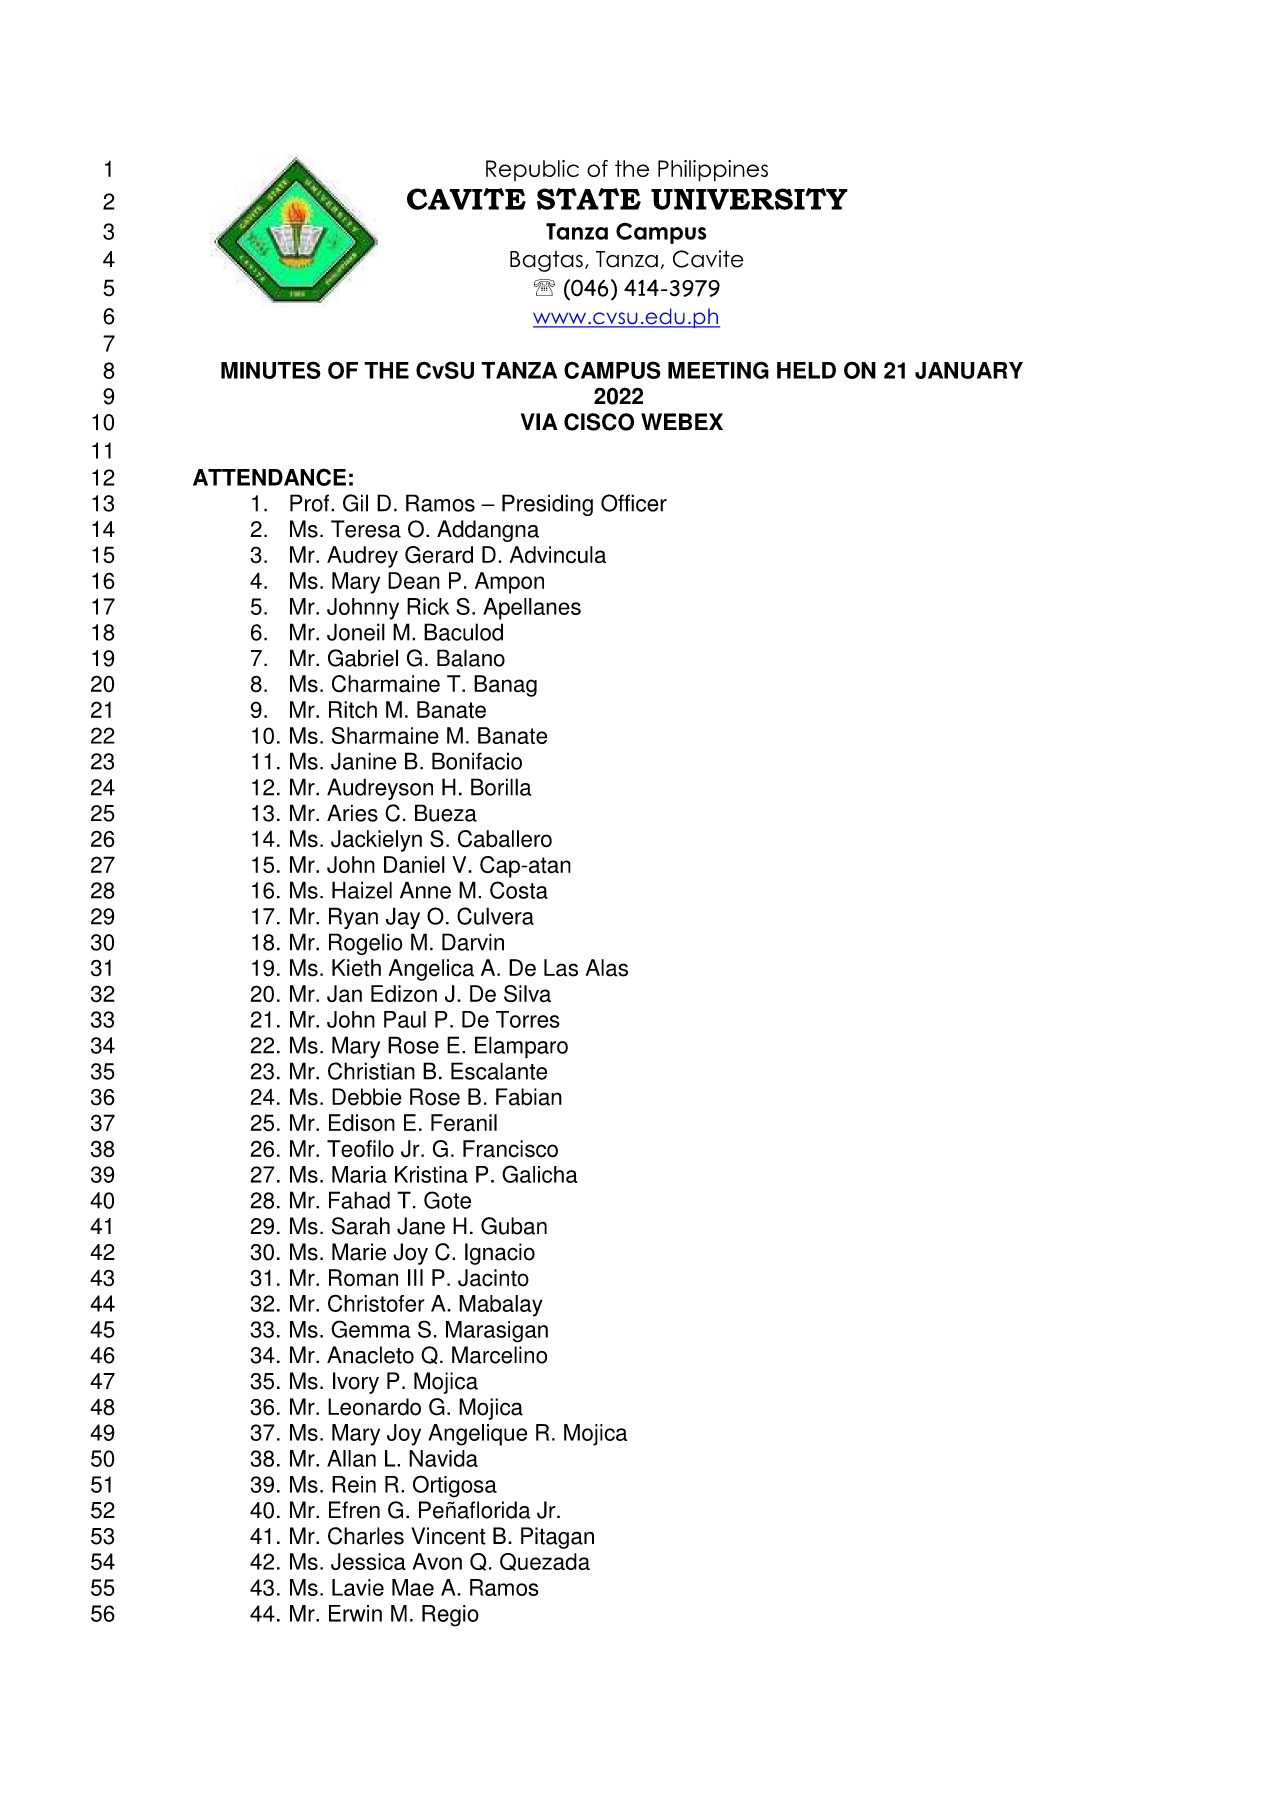 1 Republic of the Philippines
2 CAVITE STATE UNIVERSITY
3 Tanza Campus
4 Bagtas, Tanza, Cavite
5 ☏ (046) 414-3979
6 www.cvsu.edu.ph
7
8 MINUTES OF THE CvSU TANZA CAMPUS MEETING HELD ON 21 JANUARY
9 2022
10 VIA CISCO WEBEX
11
12 ATTENDANCE:
13 1. Prof. Gil D. Ramos – Presiding Officer
14 2. Ms. Teresa O. Addangna
15 3. Mr. Audrey Gerard D. Advincula
16 4. Ms. Mary Dean P. Ampon
17 5. Mr. Johnny Rick S. Apellanes
18 6. Mr. Joneil M. Baculod
19 7. Mr. Gabriel G. Balano
20 8. Ms. Charmaine T. Banag
21 9. Mr. Ritch M. Banate
22 10. Ms. Sharmaine M. Banate
23 11. Ms. Janine B. Bonifacio
24 12. Mr. Audreyson H. Borilla
25 13. Mr. Aries C. Bueza
26 14. Ms. Jackielyn S. Caballero
27 15. Mr. John Daniel V. Cap-atan
28 16. Ms. Haizel Anne M. Costa
29 17. Mr. Ryan Jay O. Culvera
30 18. Mr. Rogelio M. Darvin
31 19. Ms. Kieth Angelica A. De Las Alas
32 20. Mr. Jan Edizon J. De Silva
33 21. Mr. John Paul P. De Torres
34 22. Ms. Mary Rose E. Elamparo
35 23. Mr. Christian B. Escalante
36 24. Ms. Debbie Rose B. Fabian
37 25. Mr. Edison E. Feranil
38 26. Mr. Teofilo Jr. G. Francisco
39 27. Ms. Maria Kristina P. Galicha
40 28. Mr. Fahad T. Gote
41 29. Ms. Sarah Jane H. Guban
42 30. Ms. Marie Joy C. Ignacio
43 31. Mr. Roman III P. Jacinto
44 32. Mr. Christofer A. Mabalay
45 33. Ms. Gemma S. Marasigan
46 34. Mr. Anacleto Q. Marcelino
47 35. Ms. Ivory P. Mojica
48 36. Mr. Leonardo G. Mojica
49 37. Ms. Mary Joy Angelique R. Mojica
50 38. Mr. Allan L. Navida
51 39. Ms. Rein R. Ortigosa
52 40. Mr. Efren G. Peñaflorida Jr.
53 41. Mr. Charles Vincent B. Pitagan
54 42. Ms. Jessica Avon Q. Quezada
55 43. Ms. Lavie Mae A. Ramos
56 44. Mr. Erwin M. Regio
CAVITE STATE UNIVERSITY
CAVITE PHILIPPINES